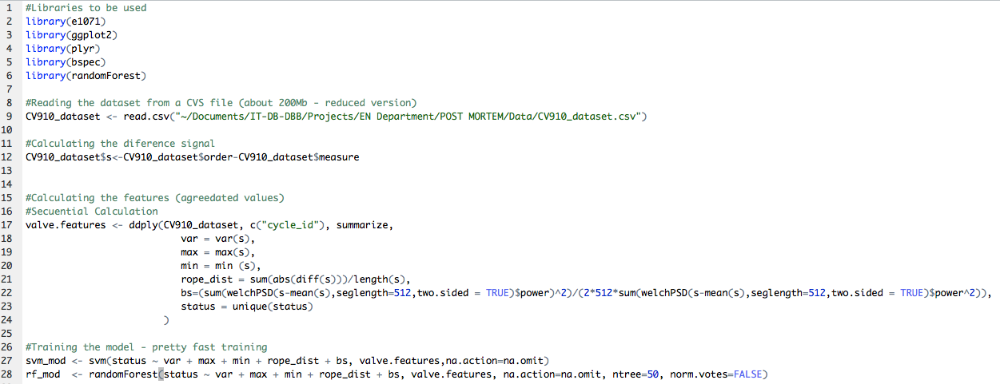 1 #Libraries to be used
2 library(e1071)
3 library(ggplot2)
4 library(plyr)
5 library(bspec)
6 library(randomForest)
7
8 #Reading the dataset from a CVS file (about 200Mb - reduced version)
9 CV910_dataset <- read.csv("~/Documents/IT-DB-DBB/Projects/EN Department/POST MORTEM/Data/CV910_dataset.csv")
10
11 #Calculating the diference signal
12 CV910_dataset$s<-CV910_dataset$order-CV910_dataset$measure
13
14
15 #Calculating the features (agreedated values)
16 #Secuential Calculation
17 valve.features <- ddply(CV910_dataset, c("cycle_id"), summarize,
18 var = var(s),
19 max = max(s),
20 min = min (s),
21 rope_dist = sum(abs(diff(s)))/length(s),
22 bs=(sum(welchPSD(s-mean(s),seglength=512,two.sided = TRUE)$power)^2)/(2*512*sum(welchPSD(s-mean(s),seglength=512,two.sided = TRUE)$power^2)),
23 status = unique(status)
24 )
25
26 #Training the model - pretty fast training
27 svm_mod <- svm(status ~ var + max + min + rope_dist + bs, valve.features,na.action=na.omit)
28 rf_mod <- randomForest(status ~ var + max + min + rope_dist + bs, valve.features, na.action=na.omit, ntree=50, norm.votes=FALSE)